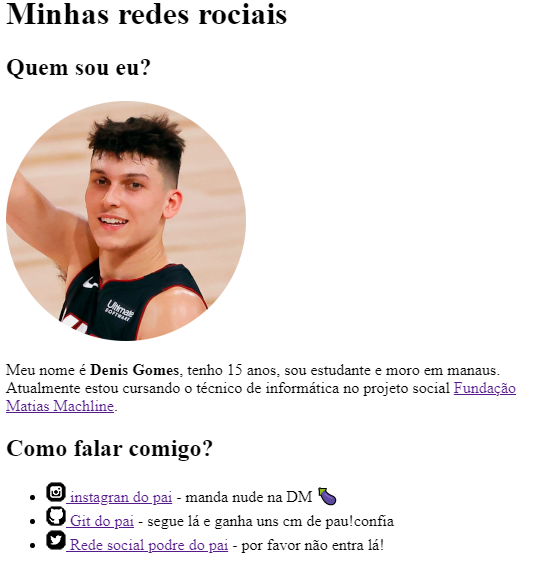 Minhas redes rociais
Quem sou eu?
Ultimate
SOFTWARE
Meu nome é Denis Gomes, tenho 15 anos, sou estudante e moro em manaus.
Atualmente estou cursando o técnico de informática no projeto social Fundação
Matias Machline.
Como falar comigo?
instagran do pai - manda nude na DM 🍆
Git do pai - segue lá e ganha uns cm de pau!confia
Rede social podre do pai - por favor não entra lá!